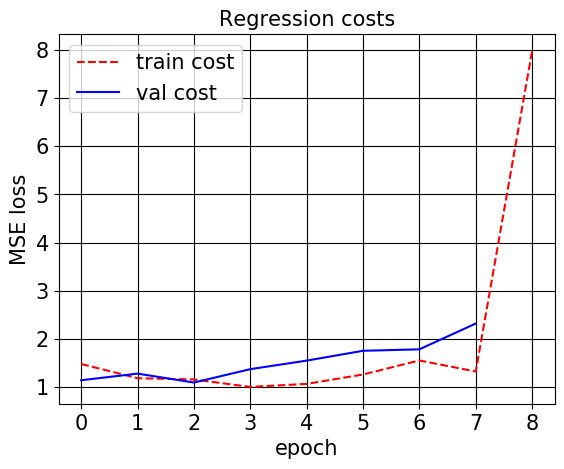 Regression costs
train cost
val cost
MSE loss
8
7
6
5
4
3
2
1
0 1 2 3 4 5 6 7 8
epoch